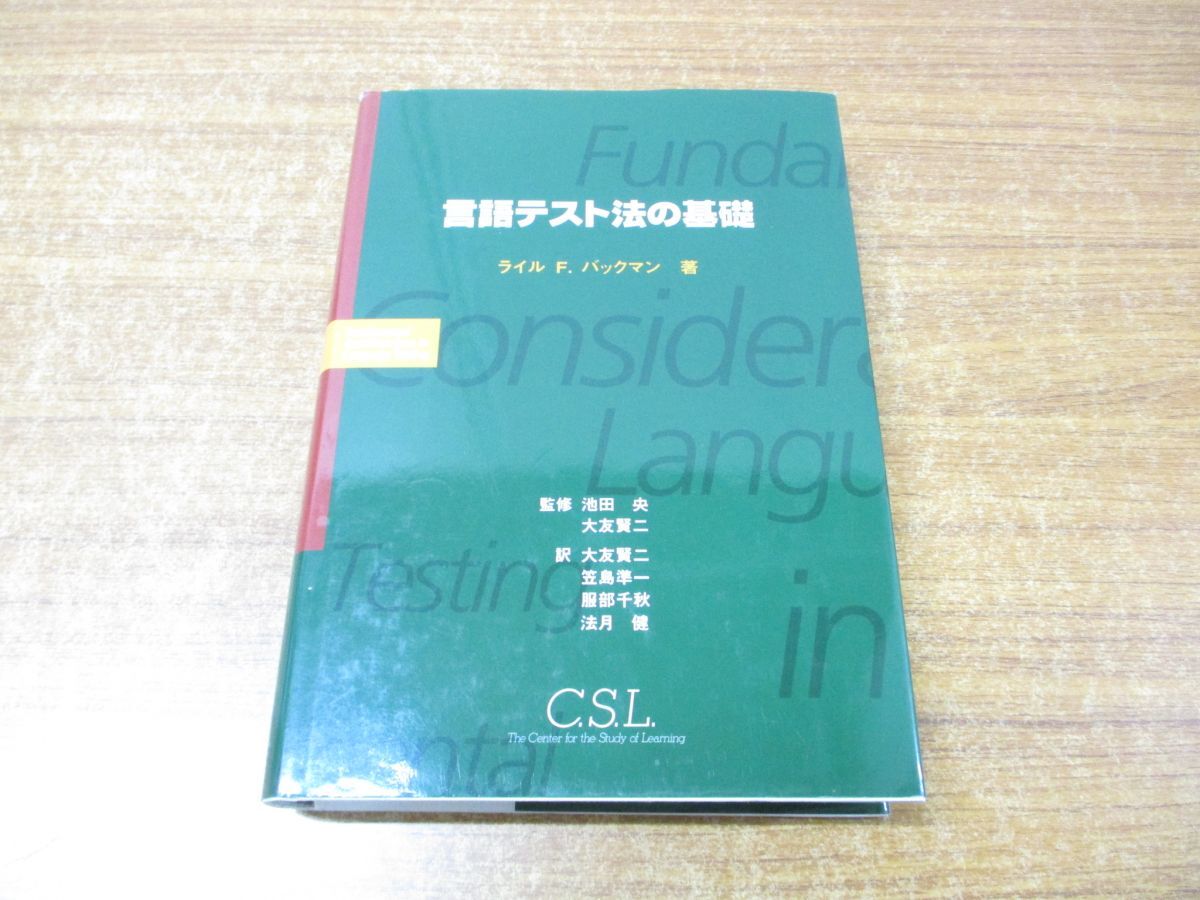 Fundam
言語テスト法の基礎
ライル F. バックマン 著
Considera
Langu
監修 池田 央
大友賢二
訳 大友賢二
笠島準一
服部千秋
法月 健
Testing
in
C.S.L.
The Center for the Study of Learning
ntal